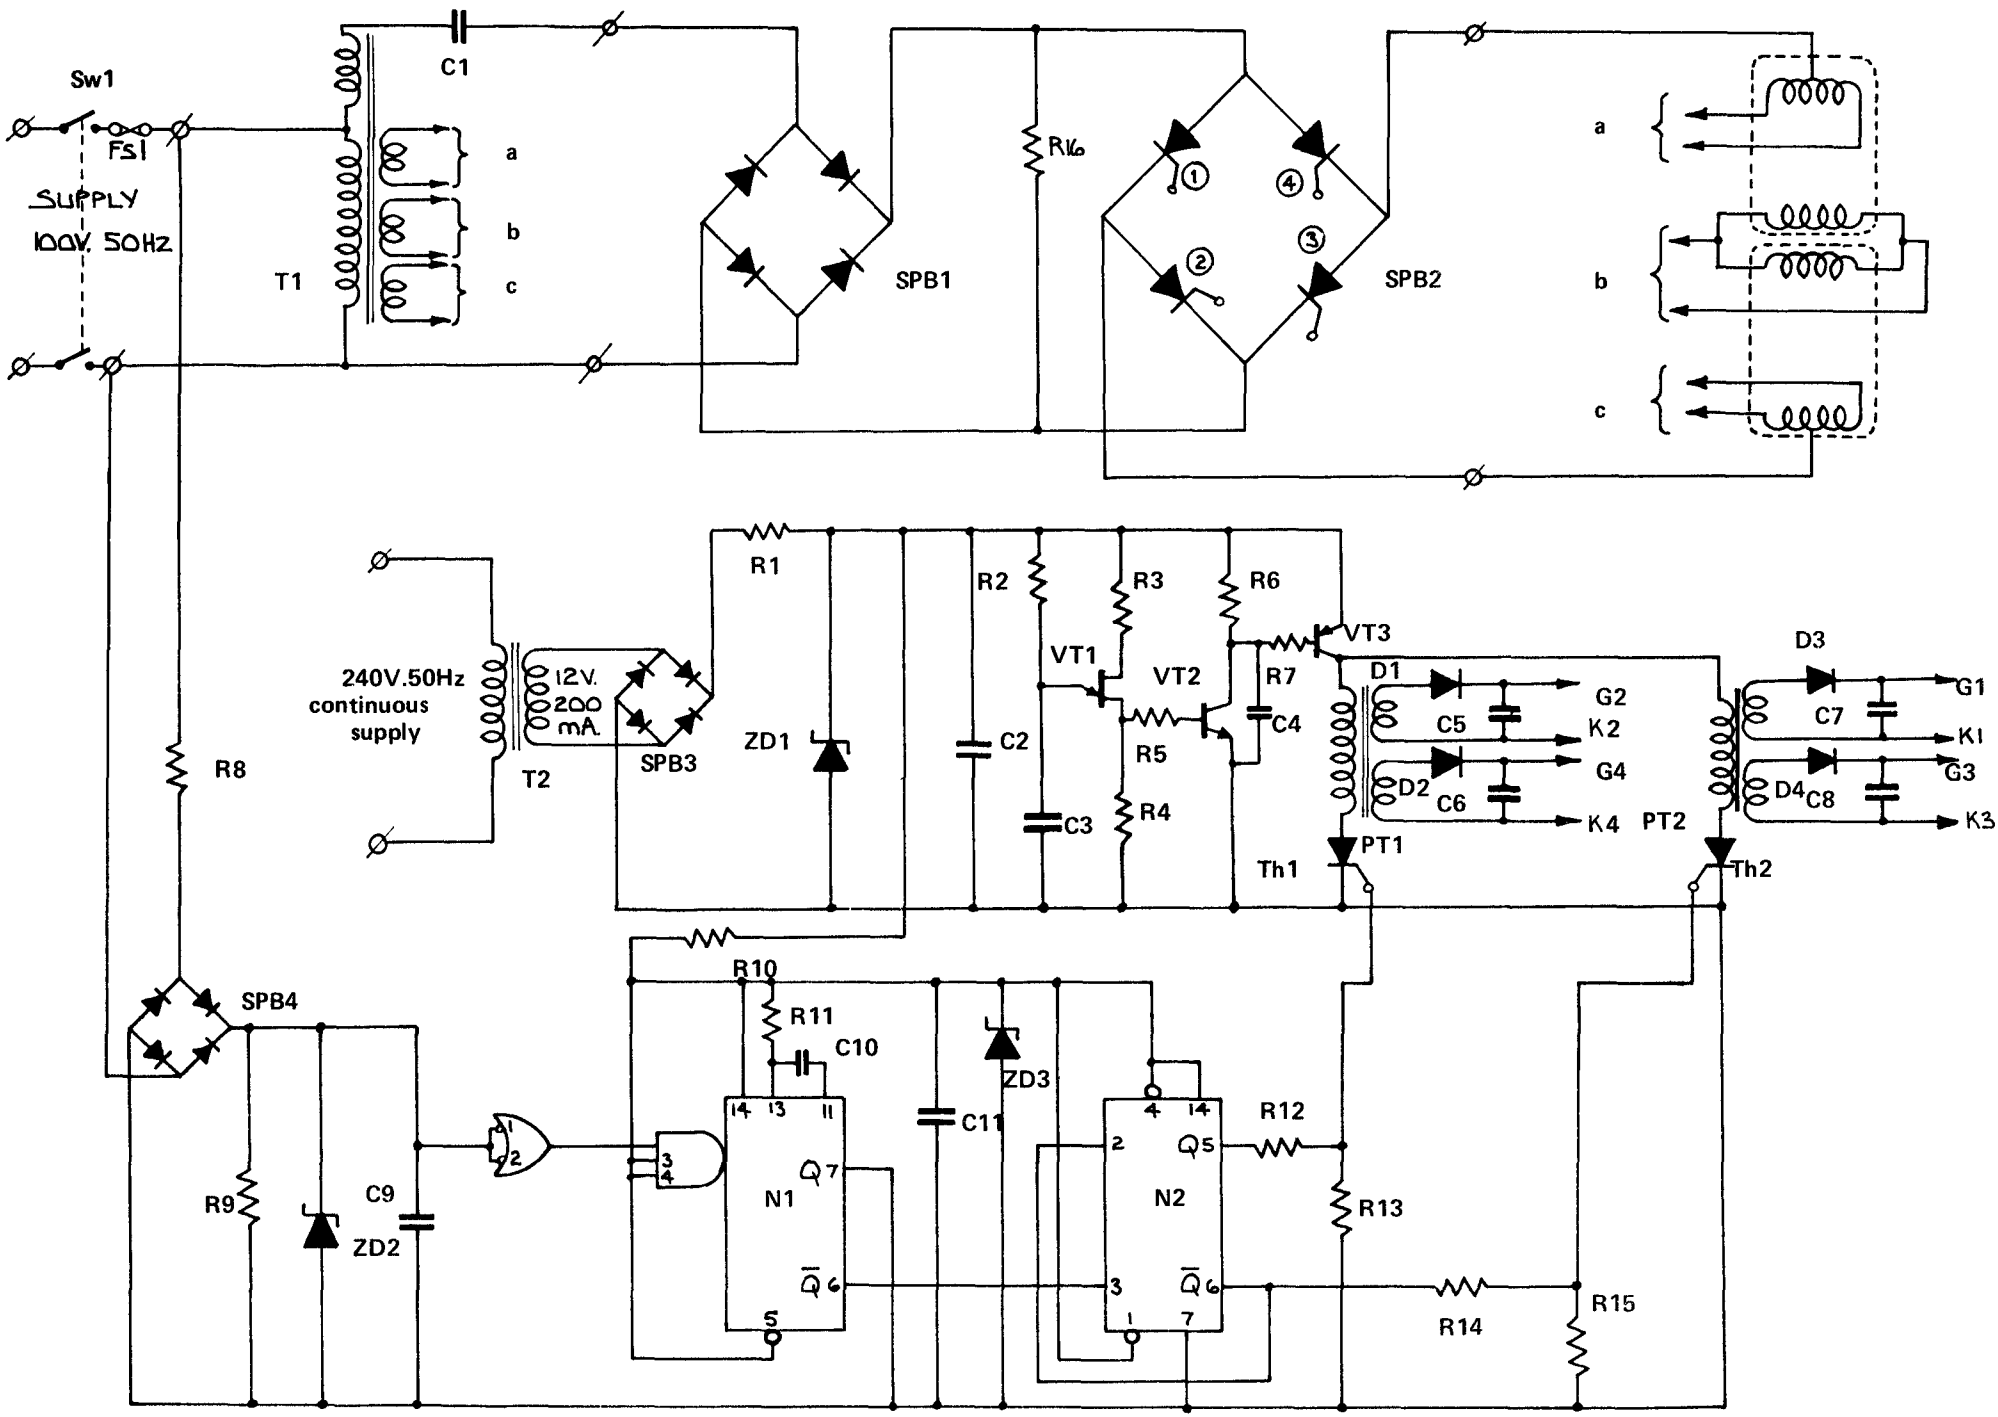 C1
Sw1
Fs1
a
R16
1
4
a
SUPPLY
100V. 50Hz
b
2
3
T1
c
SPB1
SPB2
b
c
R1
R2
R3
R6
VT3
D3
240V.50Hz
continuous
supply
12V.
200
mA.
VT1
VT2
R7
D1
G2
G1
C5
C7
K2
K1
ZD1
C2
R5
C4
SPB3
R8
T2
D2
G4
G3
C6
D4
C8
C3
R4
K4
PT2
K3
PT1
Th1
Th2
R10
SPB4
R11
C10
ZD3
14
13
11
C11
4
14
R12
1
2
3
4
2
Q5
Q7
N1
N2
R9
C9
ZD2
R13
Q̅6
3
Q̅6
5
1
7
R14
R15